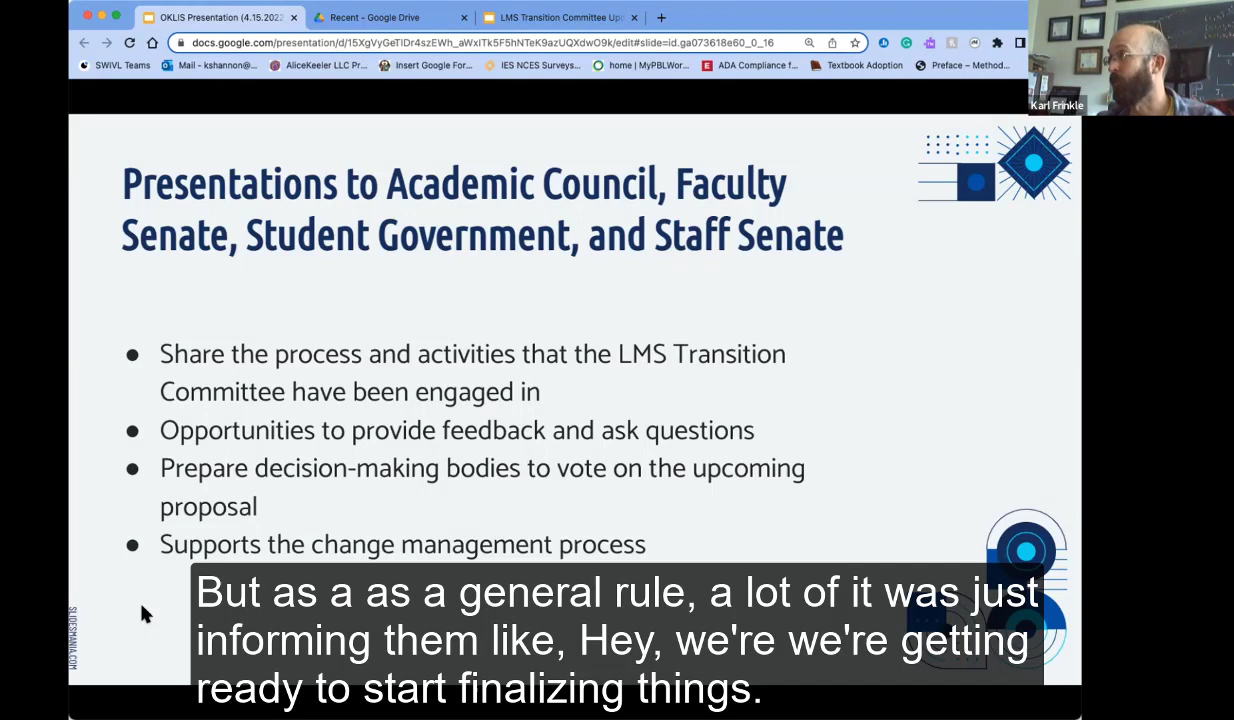 OKLIS Presentation (4.15.2022
Recent - Google Drive
LMS Transition Committee Up
docs.google.com/presentation/d/15XgVyGeTIDr4szEWh_aWxITk5F5hNTeK9azUQXdwO9k/edit#slide=id.ga073618e60_0_16
SWIVL Teams
Mail - kshannon@...
AliceKeeler LLC Pr...
Insert Google For...
IES NCES Surveys...
home | MyPBLWor...
ADA Compliance f...
Textbook Adoption
Preface – Method...
Karl Frinkle
Presentations to Academic Council, Faculty
Senate, Student Government, and Staff Senate
● Share the process and activities that the LMS Transition
Committee have been engaged in
● Opportunities to provide feedback and ask questions
● Prepare decision-making bodies to vote on the upcoming
proposal
● Supports the change management process
SLIDESMANIA.COM
But as a as a general rule, a lot of it was just
informing them like, Hey, we're we're getting
ready to start finalizing things.